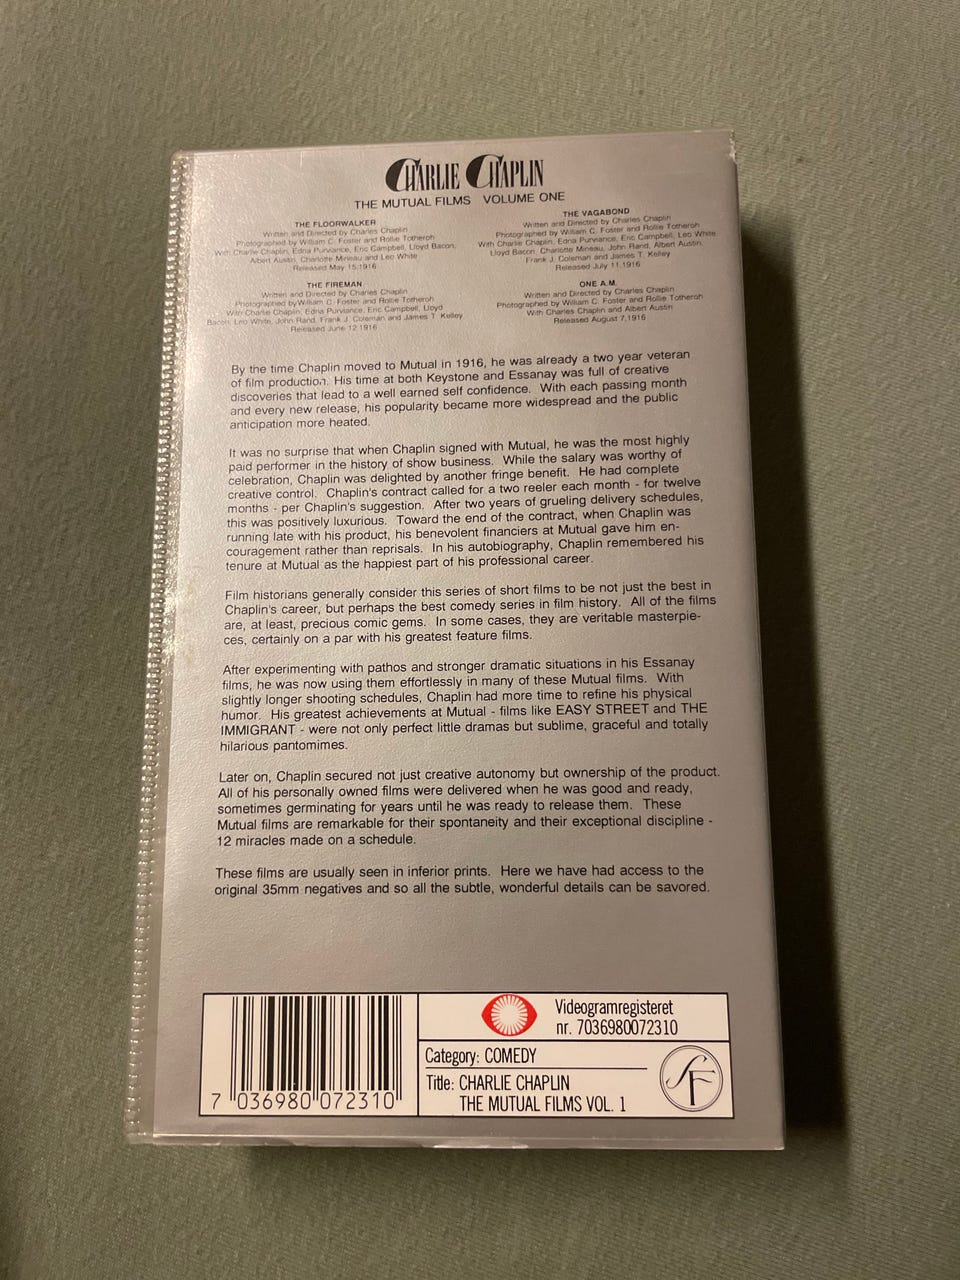 CHARLIE CHAPLIN
THE MUTUAL FILMS VOLUME ONE
THE FLOORWALKER
Written and Directed by Charles Chaplin
Photographed by William C. Foster and Rollie Totheroh
With Charlie Chaplin, Edna Purviance, Eric Campbell, Lloyd Bacon,
Albert Austin, Charlotte Mineau and Leo White
Released May 15,1916
THE FIREMAN
Written and Directed by Charles Chaplin
Photographed by William C. Foster and Rollie Totheroh
With Charlie Chaplin, Edna Purviance, Eric Campbell, Lloyd
Bacon, Leo White, John Rand, Frank J. Coleman and James T. Kelley
Released June 12,1916
THE VAGABOND
Written and Directed by Charles Chaplin
Photographed by William C. Foster and Rollie Totheroh
With Charlie Chaplin, Edna Purviance, Eric Campbell, Leo White,
Lloyd Bacon, Charlotte Mineau, John Rand, Albert Austin,
Frank J. Coleman and James T. Kelley
Released July 11,1916
ONE A.M.
Written and Directed by Charles Chaplin
Photographed by William C. Foster and Rollie Totheroh
With Charles Chaplin and Albert Austin
Released August 7,1916
By the time Chaplin moved to Mutual in 1916, he was already a two year veteran
of film production. His time at both Keystone and Essanay was full of creative
discoveries that lead to a well earned self confidence. With each passing month
and every new release, his popularity became more widespread and the public
anticipation more heated.
It was no surprise that when Chaplin signed with Mutual, he was the most highly
paid performer in the history of show business. While the salary was worthy of
celebration, Chaplin was delighted by another fringe benefit. He had complete
creative control. Chaplin's contract called for a two reeler each month - for twelve
months - per Chaplin's suggestion. After two years of grueling delivery schedules,
this was positively luxurious. Toward the end of the contract, when Chaplin was
running late with his product, his benevolent financiers at Mutual gave him en-
couragement rather than reprisals. In his autobiography, Chaplin remembered his
tenure at Mutual as the happiest part of his professional career.
Film historians generally consider this series of short films to be not just the best in
Chaplin's career, but perhaps the best comedy series in film history. All of the films
are, at least, precious comic gems. In some cases, they are veritable masterpie-
ces, certainly on a par with his greatest feature films.
After experimenting with pathos and stronger dramatic situations in his Essanay
films, he was now using them effortlessly in many of these Mutual films. With
slightly longer shooting schedules, Chaplin had more time to refine his physical
humor. His greatest achievements at Mutual - films like EASY STREET and THE
IMMIGRANT - were not only perfect little dramas but sublime, graceful and totally
hilarious pantomimes.
Later on, Chaplin secured not just creative autonomy but ownership of the product.
All of his personally owned films were delivered when he was good and ready,
sometimes germinating for years until he was ready to release them. These
Mutual films are remarkable for their spontaneity and their exceptional discipline -
12 miracles made on a schedule.
These films are usually seen in inferior prints. Here we have had access to the
original 35mm negatives and so all the subtle, wonderful details can be savored.
7 036980 072310
Videogramregisteret
nr. 7036980072310
Category: COMEDY
Title: CHARLIE CHAPLIN
THE MUTUAL FILMS VOL. 1
SF